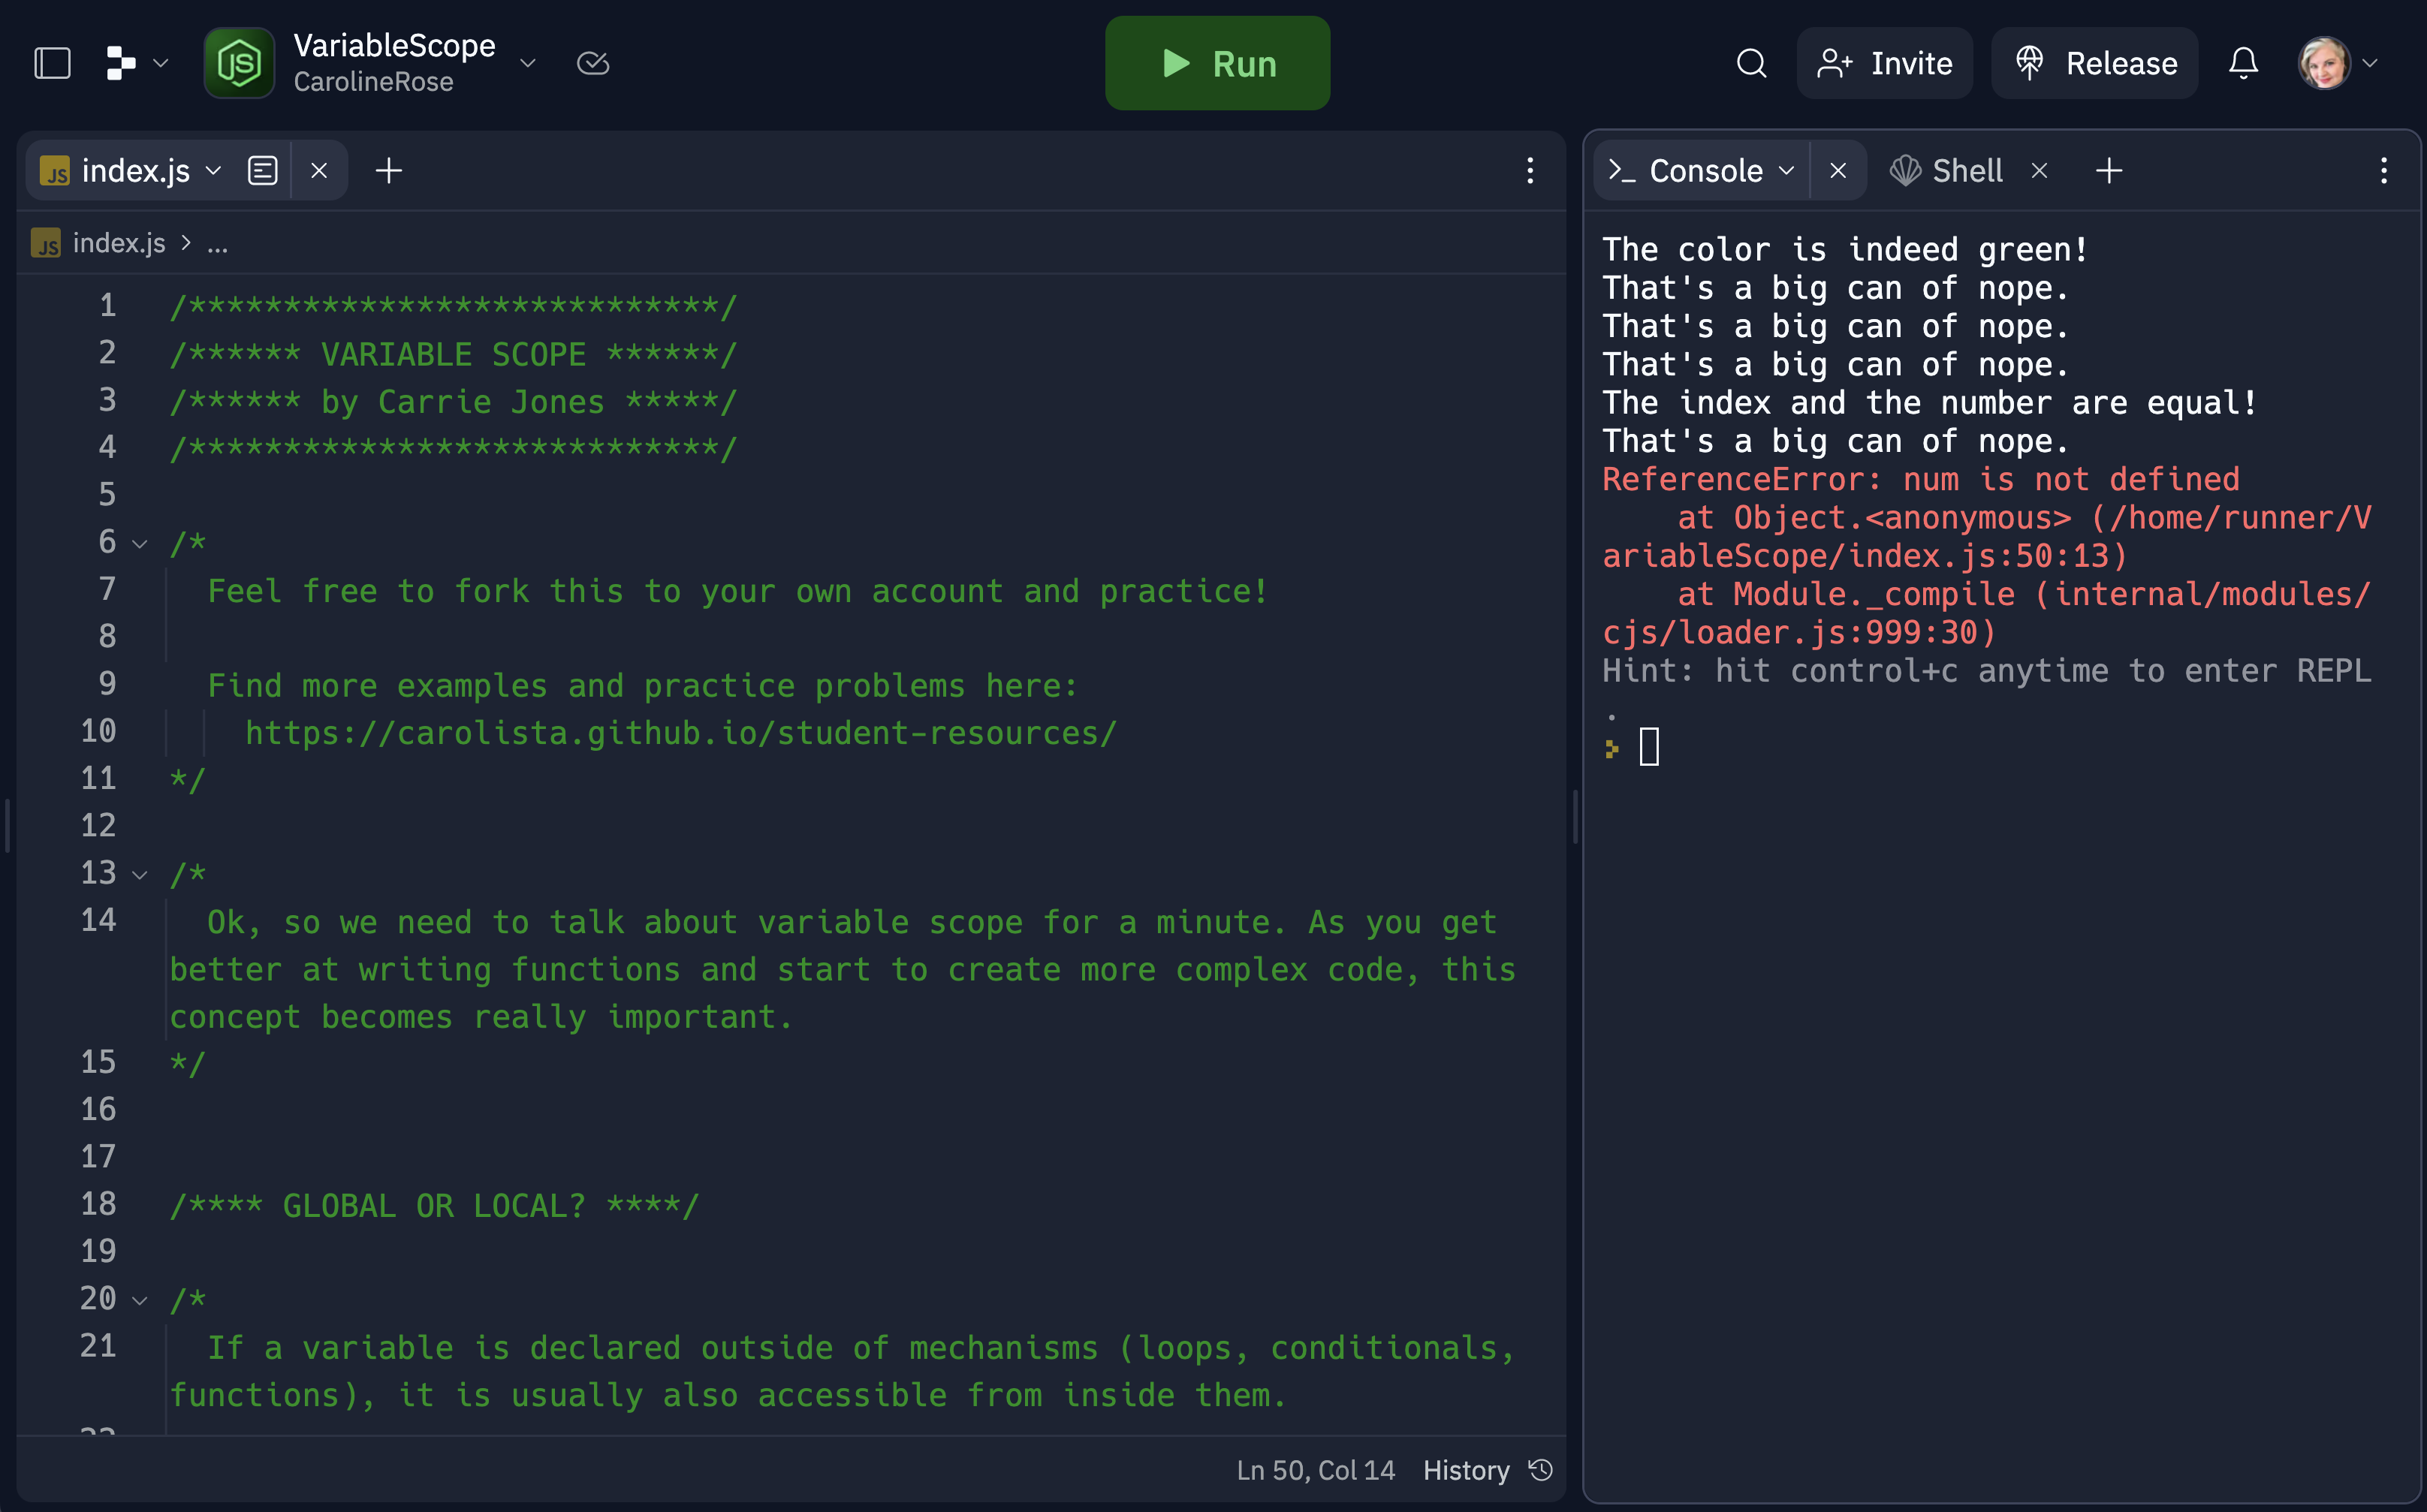 VariableScope
CarolineRose
Run
Invite
Release
JS index.js
Console
Shell
JS index.js > ...
1 /****************************/
2 /****** VARIABLE SCOPE ******/
3 /****** by Carrie Jones *****/
4 /****************************/
5
6 /*
7 Feel free to fork this to your own account and practice!
8
9 Find more examples and practice problems here:
10 https://carolista.github.io/student-resources/
11 */
12
13 /*
14 Ok, so we need to talk about variable scope for a minute. As you get
better at writing functions and start to create more complex code, this
concept becomes really important.
15 */
16
17
18 /**** GLOBAL OR LOCAL? ****/
19
20 /*
21 If a variable is declared outside of mechanisms (loops, conditionals,
functions), it is usually also accessible from inside them.
Ln 50, Col 14 History
The color is indeed green!
That's a big can of nope.
That's a big can of nope.
That's a big can of nope.
The index and the number are equal!
That's a big can of nope.
ReferenceError: num is not defined
at Object.<anonymous> (/home/runner/V
ariableScope/index.js:50:13)
at Module._compile (internal/modules/
cjs/loader.js:999:30)
Hint: hit control+c anytime to enter REPL
.